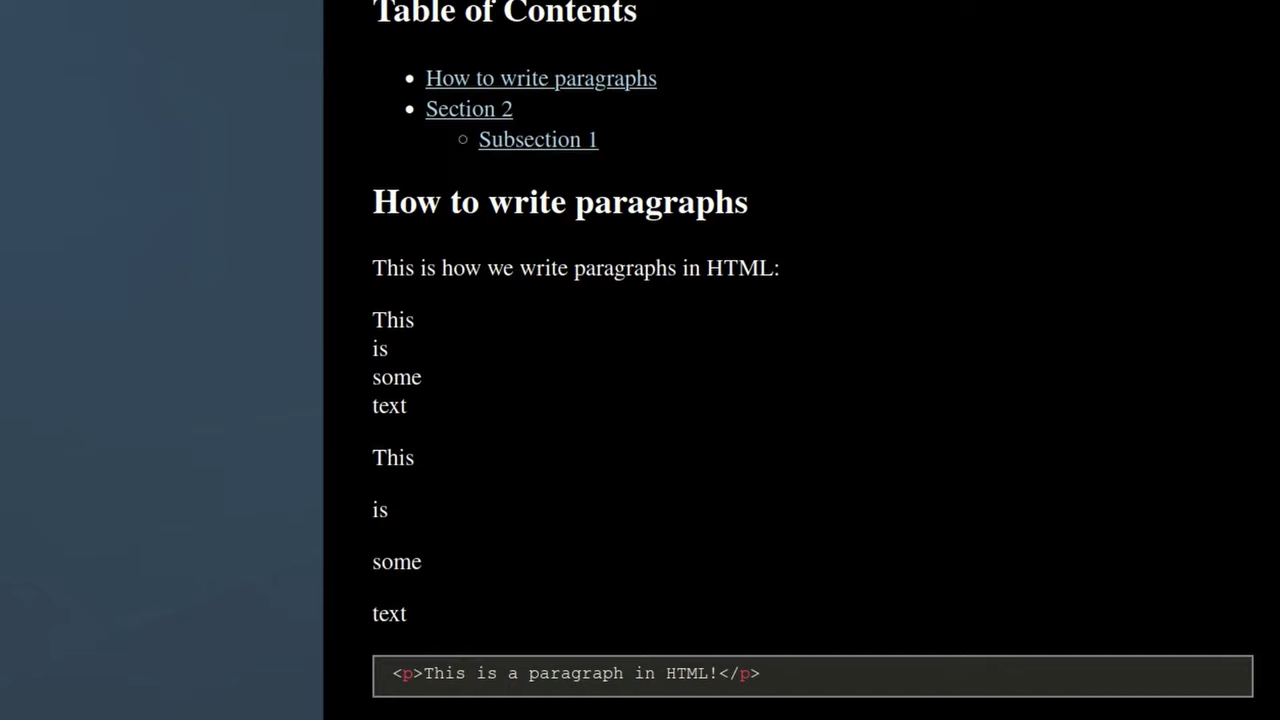 Table of Contents
How to write paragraphs
Section 2
Subsection 1
How to write paragraphs
This is how we write paragraphs in HTML:
This
is
some
text
This
is
some
text
<p>This is a paragraph in HTML!</p>